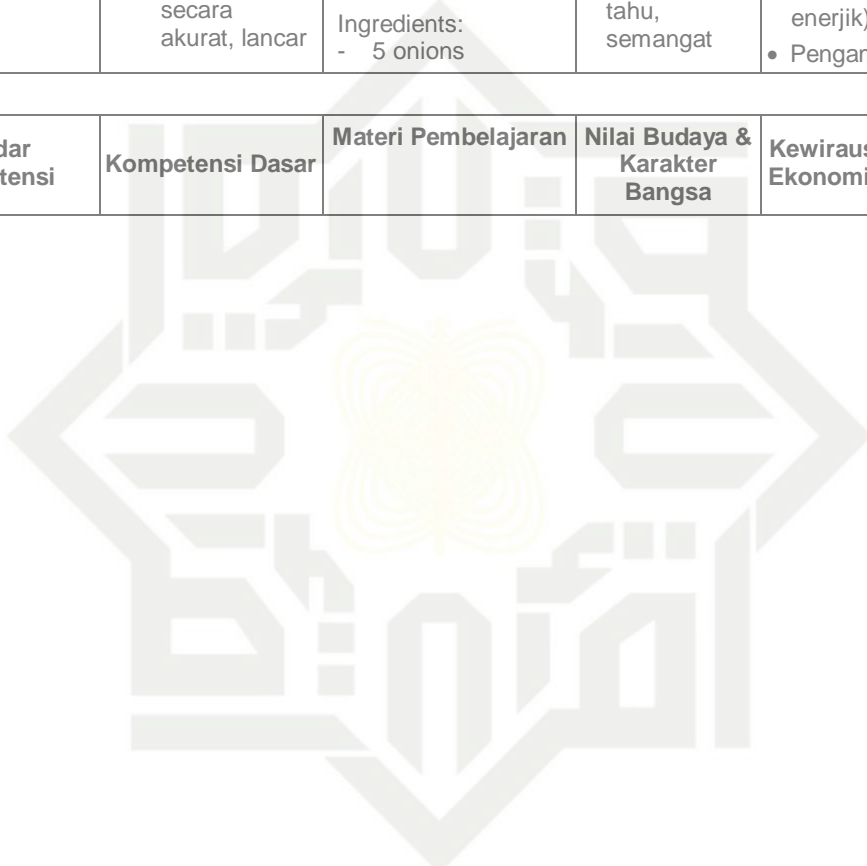 secara
akurat, lancar
Ingredients:
- 5 onions
tahu,
semangat
enerjik)
• Pengam
dar
tensi
Kompetensi Dasar
Materi Pembelajaran
Nilai Budaya &
Karakter
Bangsa
Kewiraus
Ekonomi